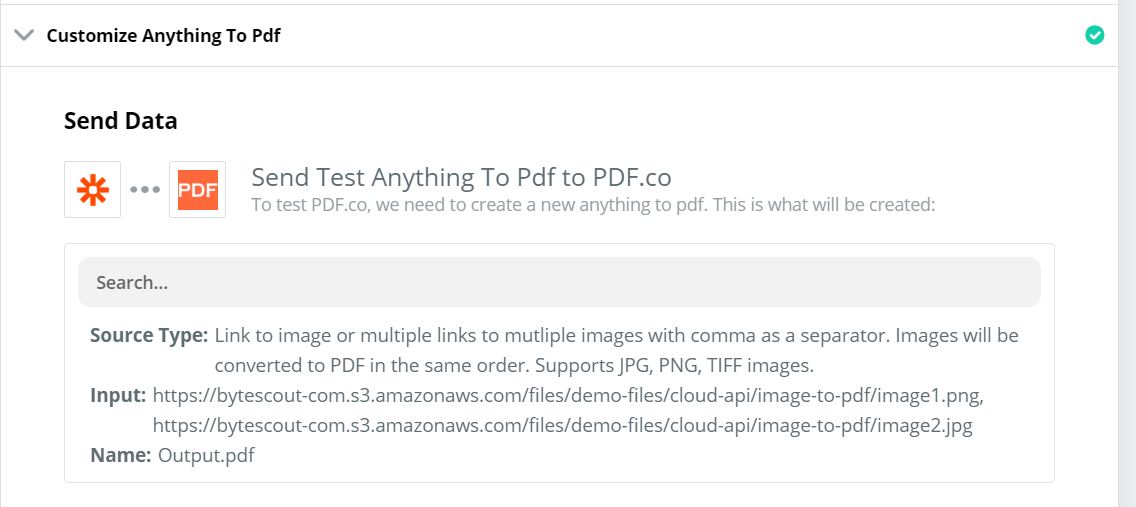 Customize Anything To Pdf
Send Data
PDF
Send Test Anything To Pdf to PDF.co
To test PDF.co, we need to create a new anything to pdf. This is what will be created:
Search...
Source Type: Link to image or multiple links to mutliple images with comma as a separator. Images will be
converted to PDF in the same order. Supports JPG, PNG, TIFF images.
Input: https://bytescout-com.s3.amazonaws.com/files/demo-files/cloud-api/image-to-pdf/image1.png,
https://bytescout-com.s3.amazonaws.com/files/demo-files/cloud-api/image-to-pdf/image2.jpg
Name: Output.pdf